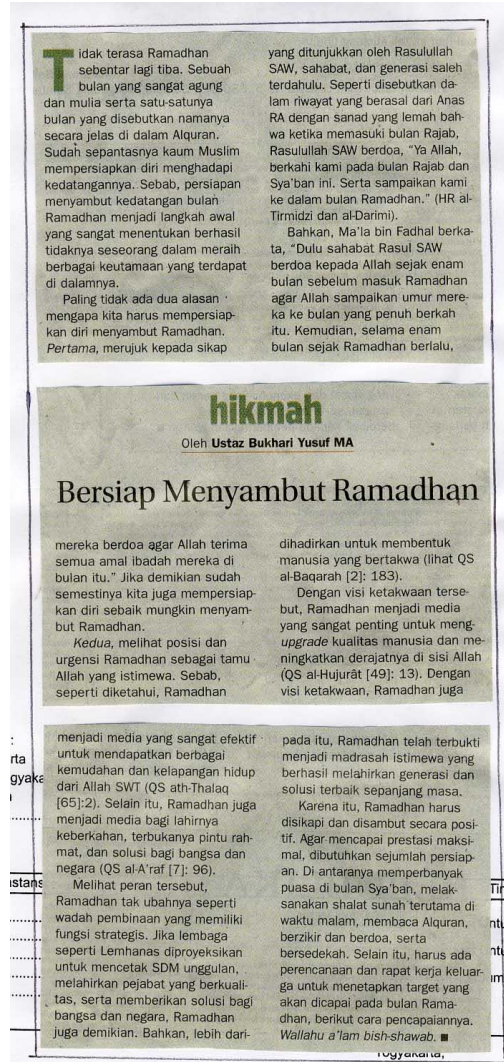 hikmah
Oleh Ustaz Bukhari Yusuf MA
Bersiap Menyambut Ramadhan
Tidak terasa Ramadhan
sebentar lagi tiba. Sebuah
bulan yang sangat agung
dan mulia serta satu-satunya
bulan yang disebutkan namanya
secara jelas di dalam Alquran.
Sudah sepantasnya kaum Muslim
mempersiapkan diri menghadapi
kedatangannya. Sebab, persiapan
menyambut kedatangan bulan
Ramadhan menjadi langkah awal
yang sangat menentukan berhasil
tidaknya seseorang dalam meraih
berbagai keutamaan yang terdapat
di dalamnya.
Paling tidak ada dua alasan
mengapa kita harus mempersiap-
kan diri menyambut Ramadhan.
Pertama, merujuk kepada sikap
yang ditunjukkan oleh Rasulullah
SAW, sahabat, dan generasi saleh
terdahulu. Seperti disebutkan da-
lam riwayat yang berasal dari Anas
RA dengan sanad yang lemah bah-
wa ketika memasuki bulan Rajab,
Rasulullah SAW berdoa, “Ya Allah,
berkahi kami pada bulan Rajab dan
Sya’ban ini. Serta sampaikan kami
ke dalam bulan Ramadhan.” (HR al-
Tirmidzi dan al-Darimi).
Bahkan, Ma’la bin Fadhal berka-
ta, “Dulu sahabat Rasul SAW
berdoa kepada Allah sejak enam
bulan sebelum masuk Ramadhan
agar Allah sampaikan umur mere-
ka ke bulan yang penuh berkah
itu. Kemudian, selama enam
bulan sejak Ramadhan berlalu,
mereka berdoa agar Allah terima
semua amal ibadah mereka di
bulan itu.” Jika demikian sudah
semestinya kita juga mempersiap-
kan diri sebaik mungkin menyam-
but Ramadhan.
Kedua, melihat posisi dan
urgensi Ramadhan sebagai tamu
Allah yang istimewa. Sebab,
seperti diketahui, Ramadhan
dihadirkan untuk membentuk
manusia yang bertakwa (lihat QS
al-Baqarah [2]: 183).
Dengan visi ketakwaan terse-
but, Ramadhan menjadi media
yang sangat penting untuk meng-
upgrade kualitas manusia dan me-
ningkatkan derajatnya di sisi Allah
(QS al-Hujurât [49]: 13). Dengan
visi ketakwaan, Ramadhan juga
menjadi media yang sangat efektif
untuk mendapatkan berbagai
kemudahan dan kelapangan hidup
dari Allah SWT (QS ath-Thalaq
[65]:2). Selain itu, Ramadhan juga
menjadi media bagi lahirnya
keberkahan, terbukanya pintu rah-
mat, dan solusi bagi bangsa dan
negara (QS al-A’raf [7]: 96).
Melihat peran tersebut,
Ramadhan tak ubahnya seperti
wadah pembinaan yang memiliki
fungsi strategis. Jika lembaga
seperti Lemhanas diproyeksikan
untuk mencetak SDM unggulan,
melahirkan pejabat yang berkuali-
tas, serta memberikan solusi bagi
bangsa dan negara, Ramadhan
juga demikian. Bahkan, lebih dari-
pada itu, Ramadhan telah terbukti
menjadi madrasah istimewa yang
berhasil melahirkan generasi dan
solusi terbaik sepanjang masa.
Karena itu, Ramadhan harus
disikapi dan disambut secara posi-
tif. Agar mencapai prestasi maksi-
mal, dibutuhkan sejumlah persiap-
an. Di antaranya memperbanyak
puasa di bulan Sya’ban, melak-
sanakan shalat sunah terutama di
waktu malam, membaca Alquran,
berzikir dan berdoa, serta
bersedekah. Selain itu, harus ada
perencanaan dan rapat kerja keluar-
ga untuk menetapkan target yang
akan dicapai pada bulan Rama-
dhan, berikut cara pencapaiannya.
Wallahu a’lam bish-shawab. ■
Yogyakarta,